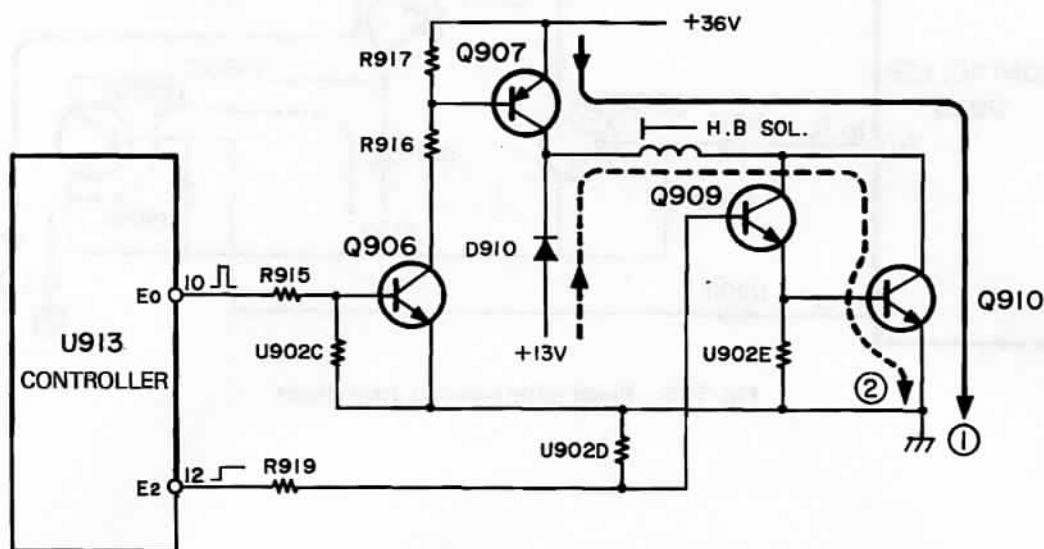 +36V
R917
Q907
R916
H.B SOL.
Q909
Q906
D910
10
R915
E0
Q910
U913
CONTROLLER
U902C
+13V
U902E
②
①
U902D
12
R919
E2